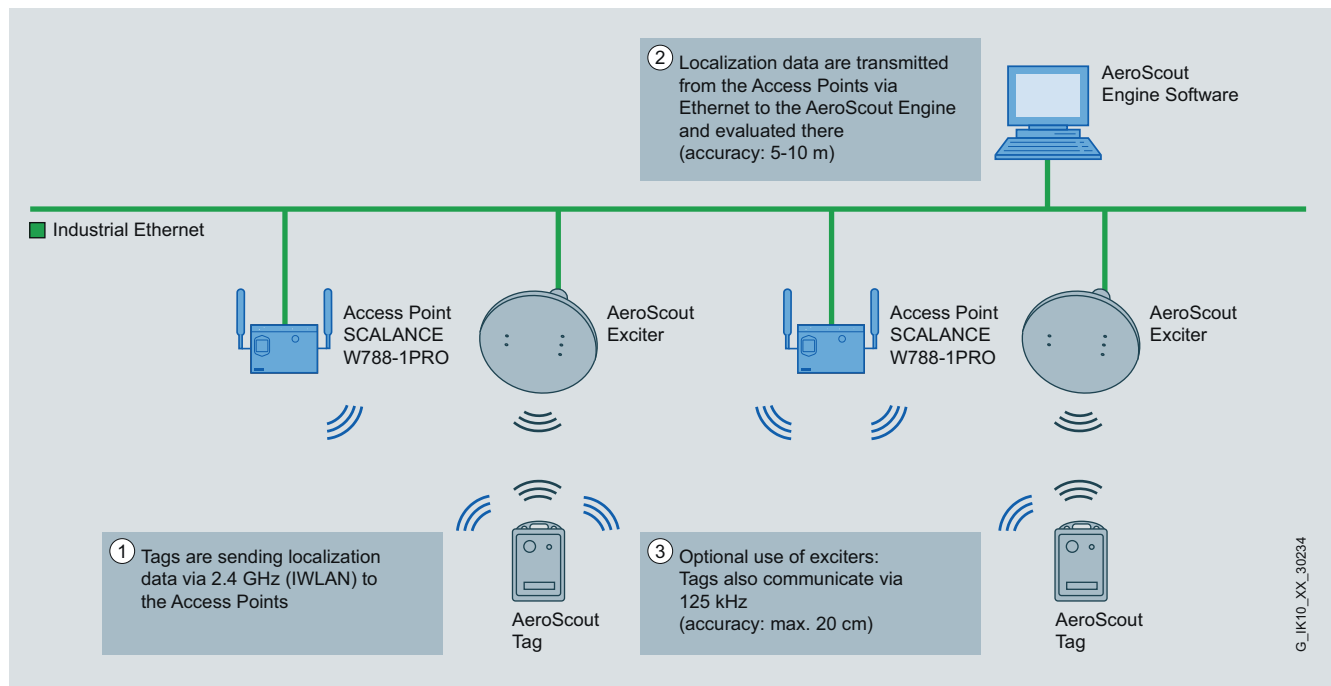 2
Localization data are transmitted
from the Access Points via
Ethernet to the AeroScout Engine
and evaluated there
(accuracy: 5-10 m)
AeroScout
Engine Software
Industrial Ethernet
Access Point
SCALANCE
W788-1PRO
AeroScout
Exciter
Access Point
SCALANCE
W788-1PRO
AeroScout
Exciter
1
Tags are sending localization
data via 2.4 GHz (IWLAN) to
the Access Points
AeroScout
Tag
3
Optional use of exciters:
Tags also communicate via
125 kHz
(accuracy: max. 20 cm)
AeroScout
Tag
G_IK10_XX_30234